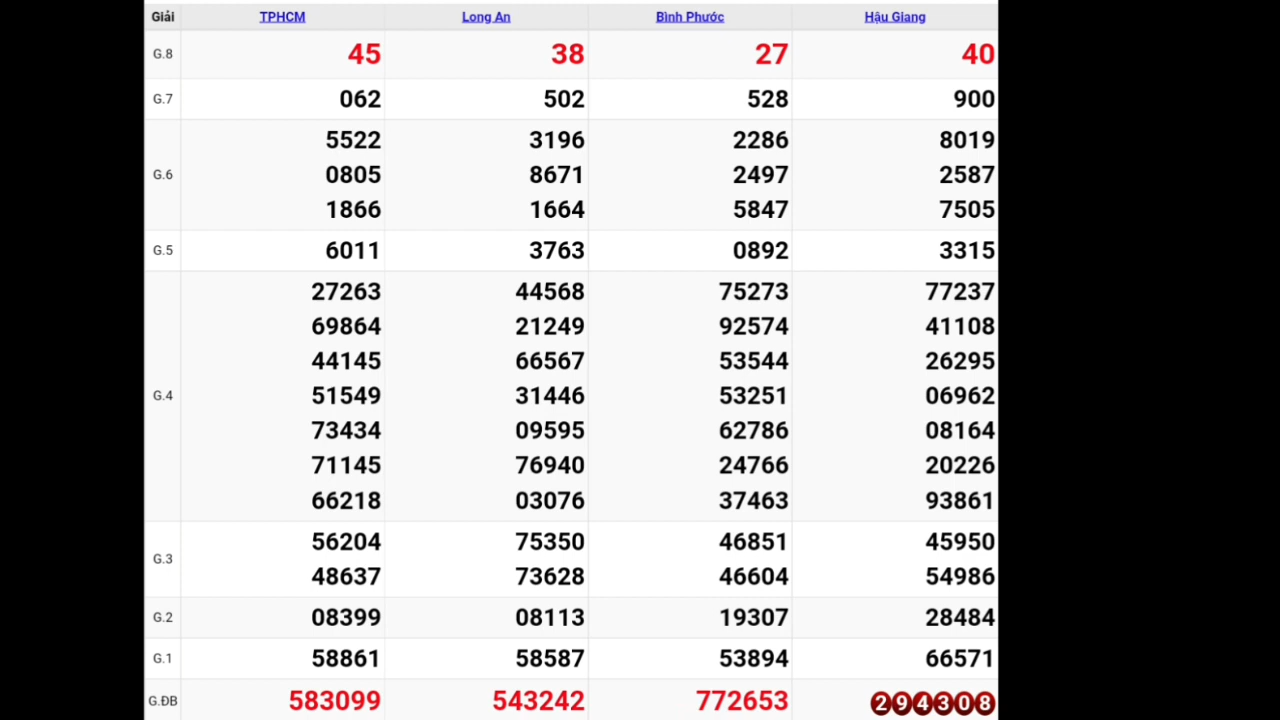 Giải TPHCM Long An Bình Phước Hậu Giang
G.8 45 38 27 40
G.7 062 502 528 900
5522 3196 2286 8019
G.6 0805 8671 2497 2587
1866 1664 5847 7505
G.5 6011 3763 0892 3315
27263 44568 75273 77237
69864 21249 92574 41108
44145 66567 53544 26295
G.4 51549 31446 53251 06962
73434 09595 62786 08164
71145 76940 24766 20226
66218 03076 37463 93861
56204 75350 46851 45950
G.3
48637 73628 46604 54986
G.2 08399 08113 19307 28484
G.1 58861 58587 53894 66571
G.ĐB 583099 543242 772653 294308